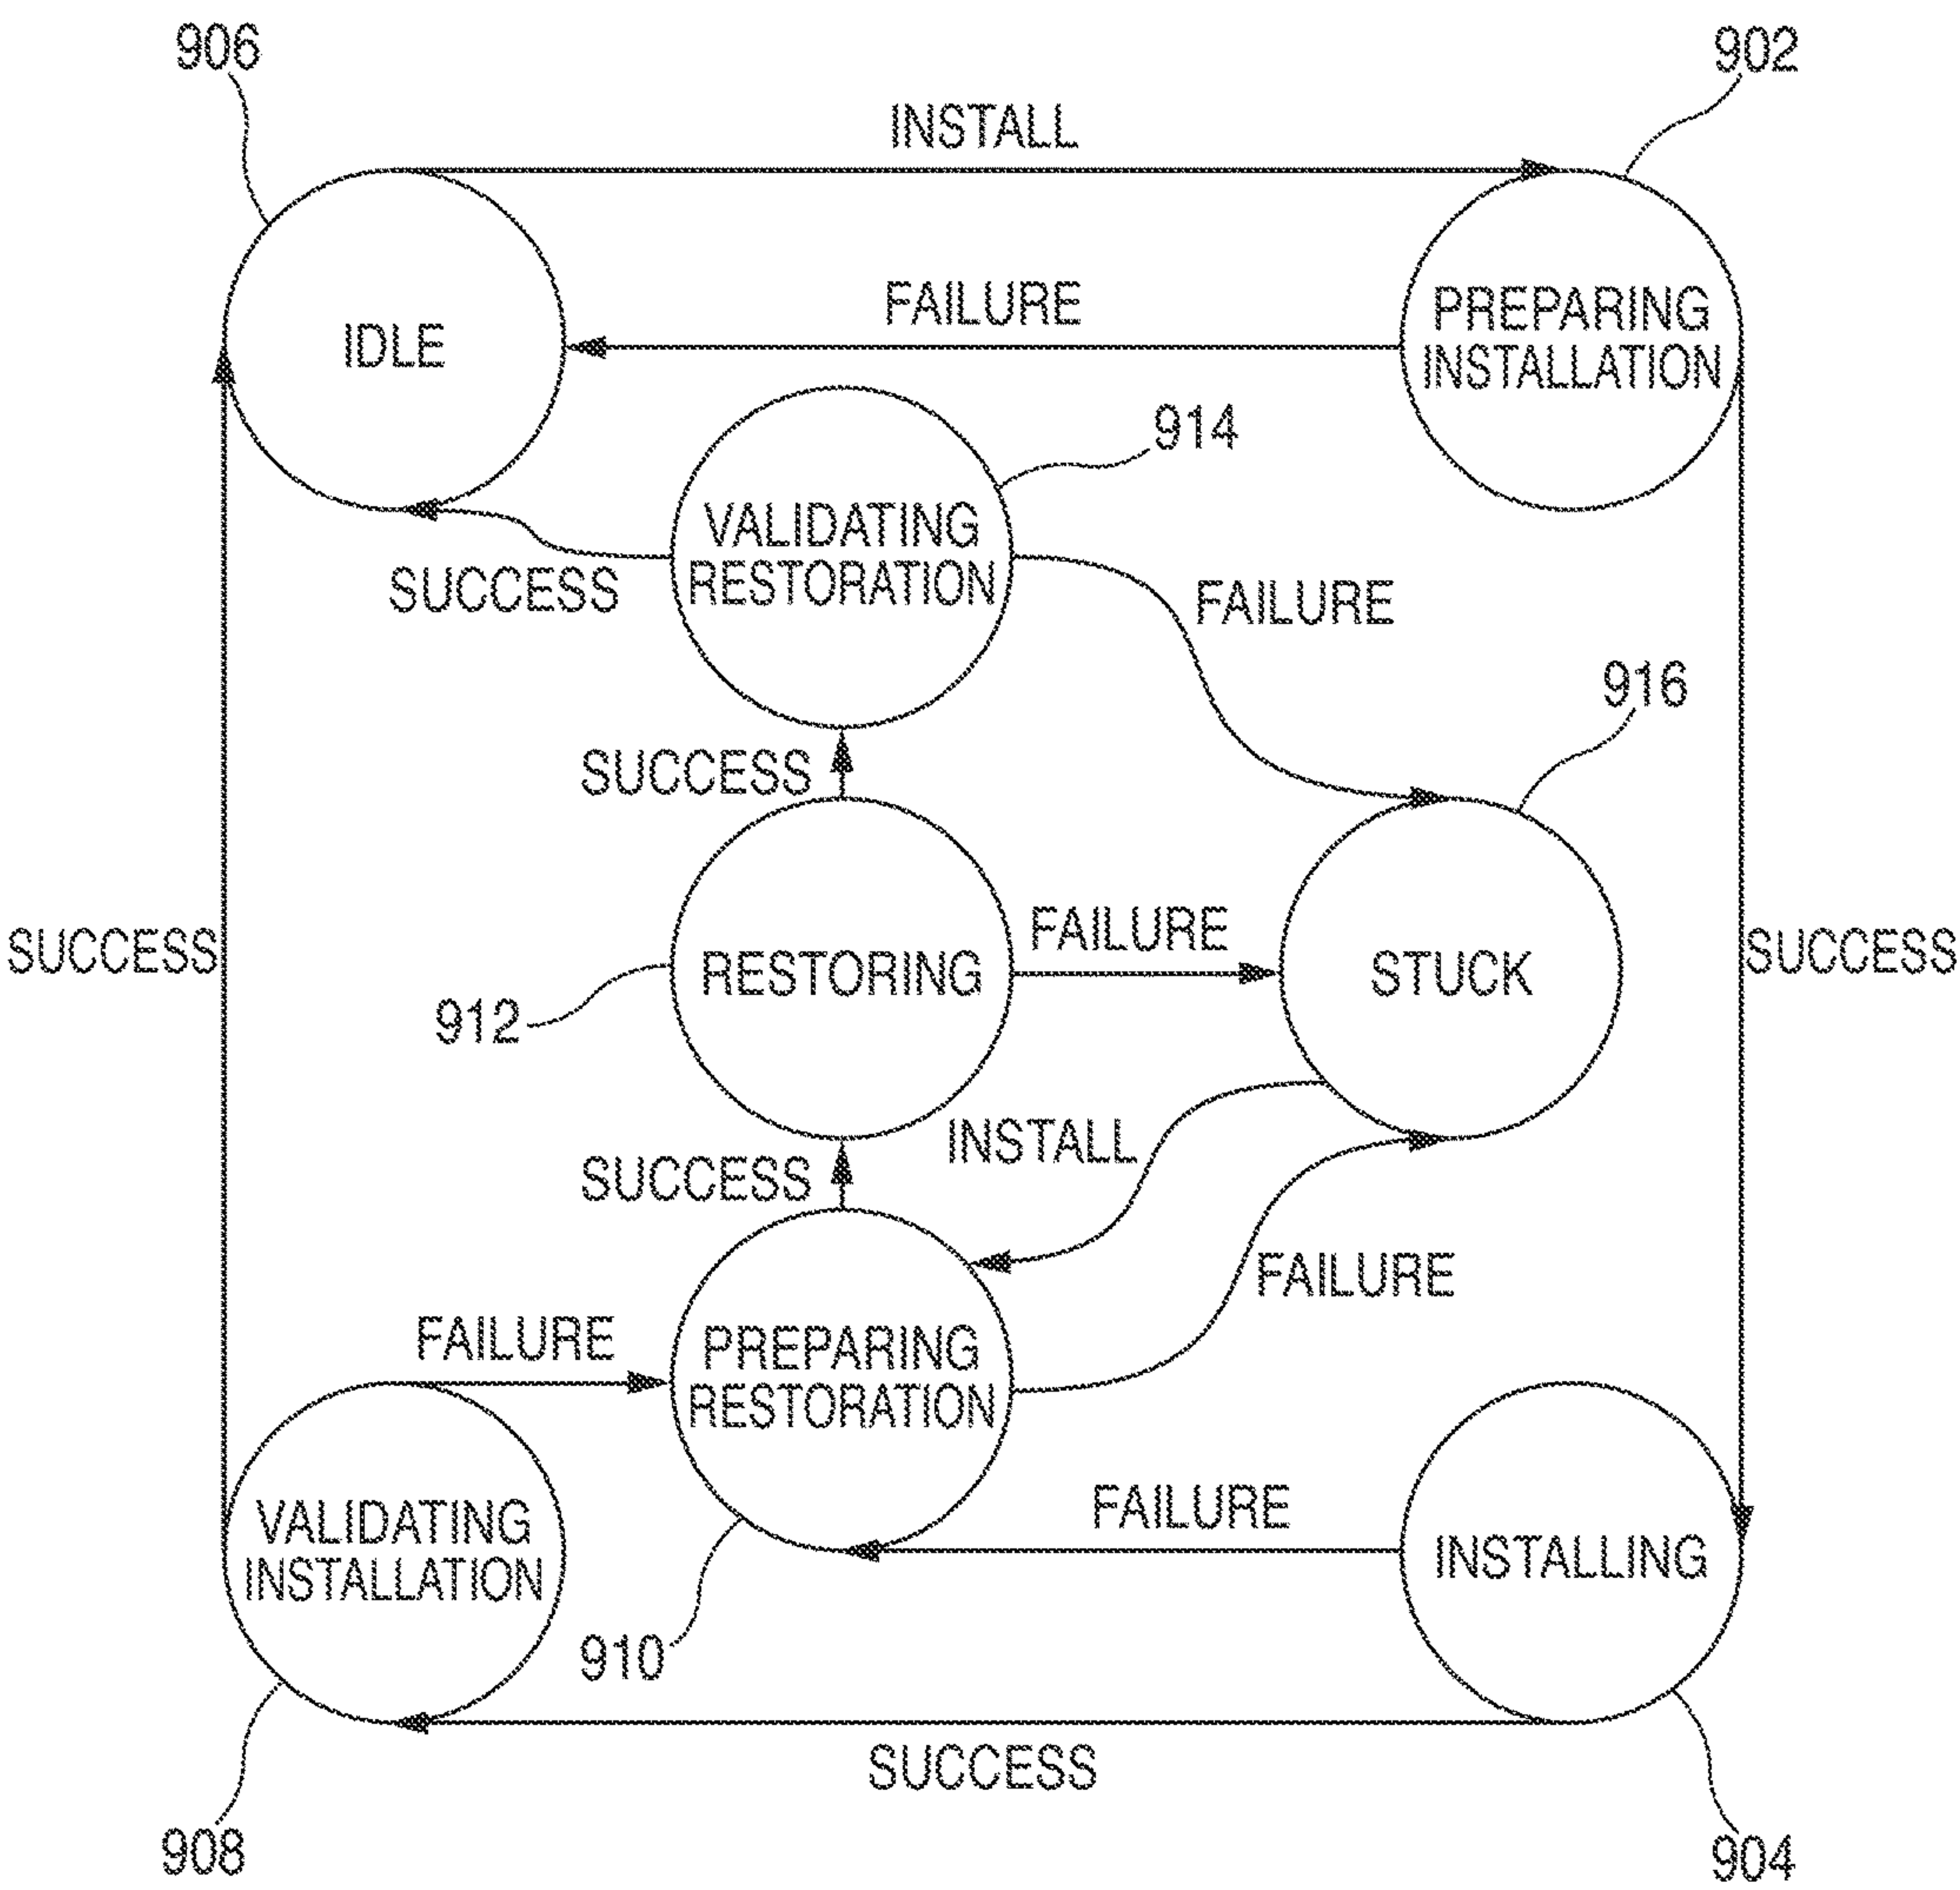 906
902
INSTALL
FAILURE
IDLE
PREPARING
INSTALLATION
914
VALIDATING
RESTORATION
SUCCESS
FAILURE
916
SUCCESS
SUCCESS
RESTORING
FAILURE
STUCK
SUCCESS
912
INSTALL
SUCCESS
FAILURE
FAILURE
PREPARING
RESTORATION
VALIDATING
INSTALLATION
FAILURE
INSTALLING
910
SUCCESS
908
904